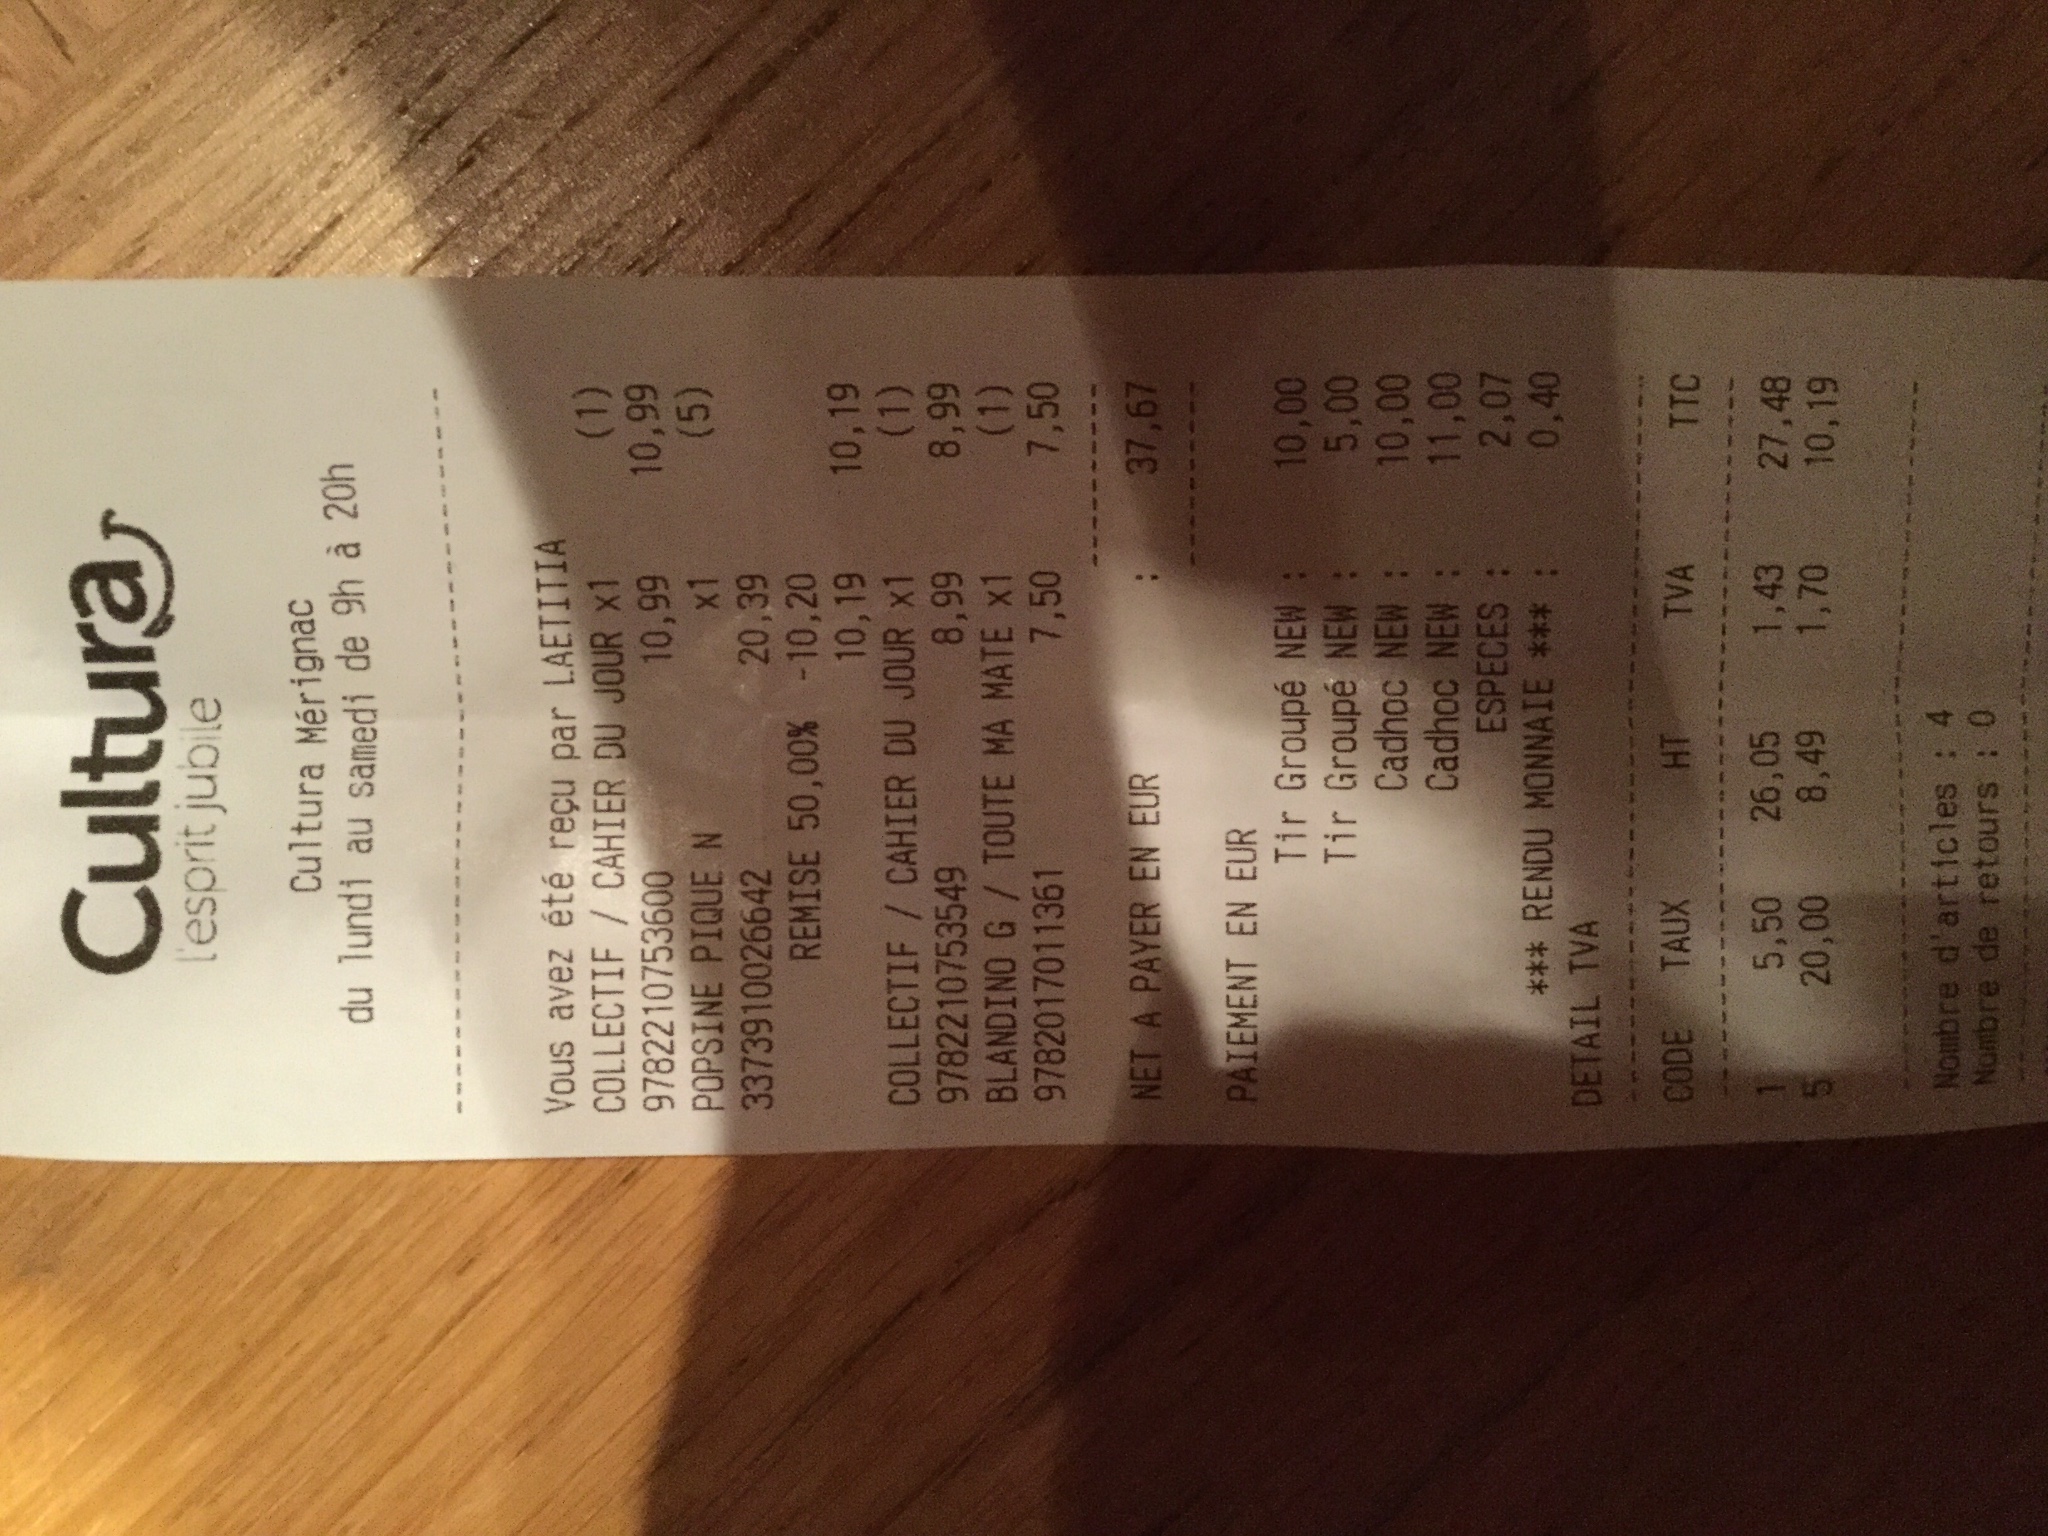 Cultura
l'esprit jubile
Cultura Mérignac
du lundi au samedi de 9h à 20h
--------------------------------
Vous avez été reçu par LAETITIA
COLLECTIF / CAHIER DU JOUR x1 (1)
9782210753600 10,99 10,99
POPSINE PIQUE N x1 (5)
3373910026642 20,39
REMISE 50,00% -10,20
10,19 10,19
COLLECTIF / CAHIER DU JOUR x1 (1)
9782210753549 8,99 8,99
BLANDINO G / TOUTE MA MATE x1 (1)
9782017011361 7,50 7,50
---------
NET A PAYER EN EUR : 37,67
---------
PAIEMENT EN EUR
Tir Groupé NEW : 10,00
Tir Groupé NEW : 5,00
Cadhoc NEW : 10,00
Cadhoc NEW : 11,00
ESPECES : 2,07
*** RENDU MONNAIE *** : 0,40
DETAIL TVA
--------------------------------
CODE TAUX HT TVA TTC
--------------------------------
1 5,50 26,05 1,43 27,48
5 20,00 8,49 1,70 10,19
--------------------------------
Nombre d'articles : 4
Nombre de retours : 0
--------------------------------